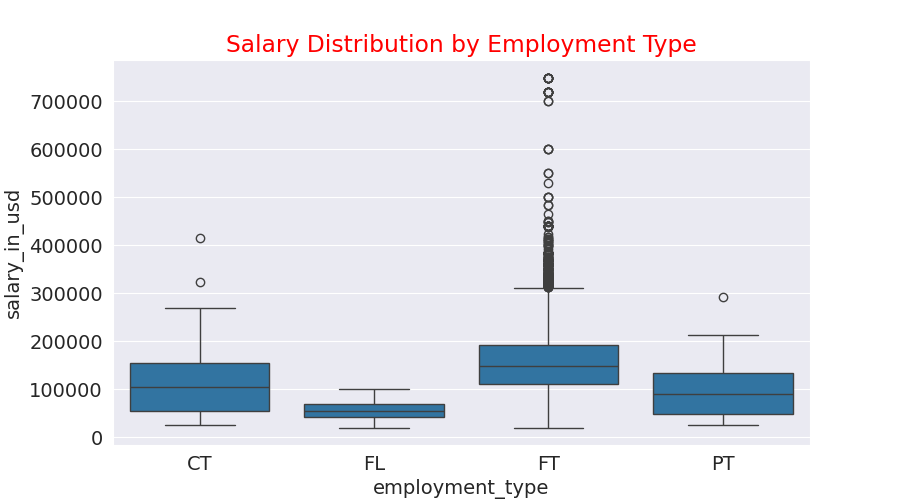 Salary Distribution by Employment Type
salary_in_usd
700000
600000
500000
400000
300000
200000
100000
0
CT FL FT PT
employment_type